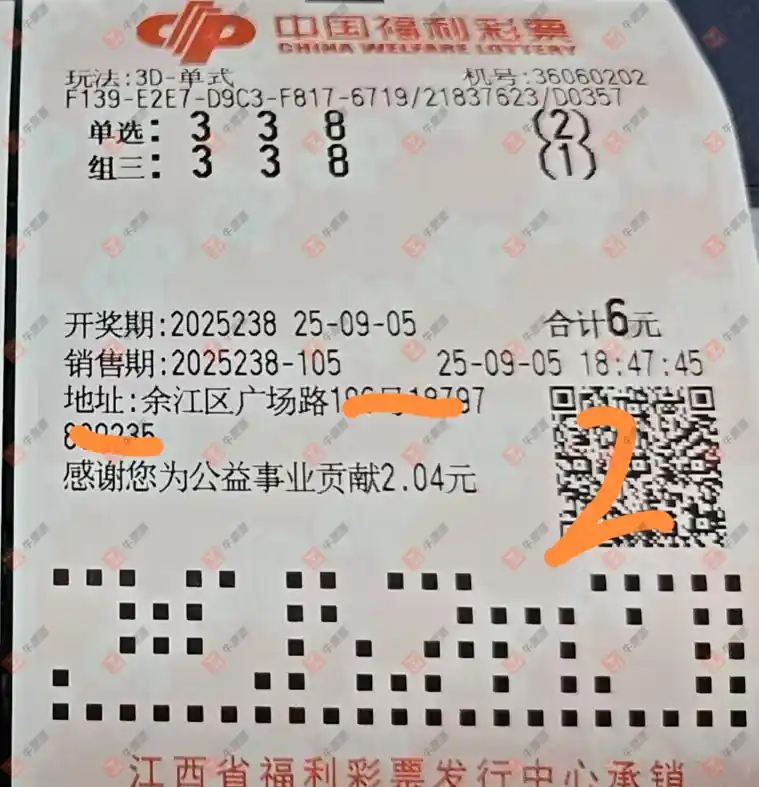 中国福利彩票
CHINA WELFARE LOTTERY
玩法:3D-单式 机号:36060202
F139-E2E7-D9C3-F817-6719/21837623/D0357
单选: 3 3 8 (2)
组三: 3 3 8 (1)
开奖期:2025238 25-09-05 合计6元
销售期:2025238-105 25-09-05 18:47:45
地址:余江区广场路
感谢您为公益事业贡献2.04元
2
江西省福利彩票发行中心承销